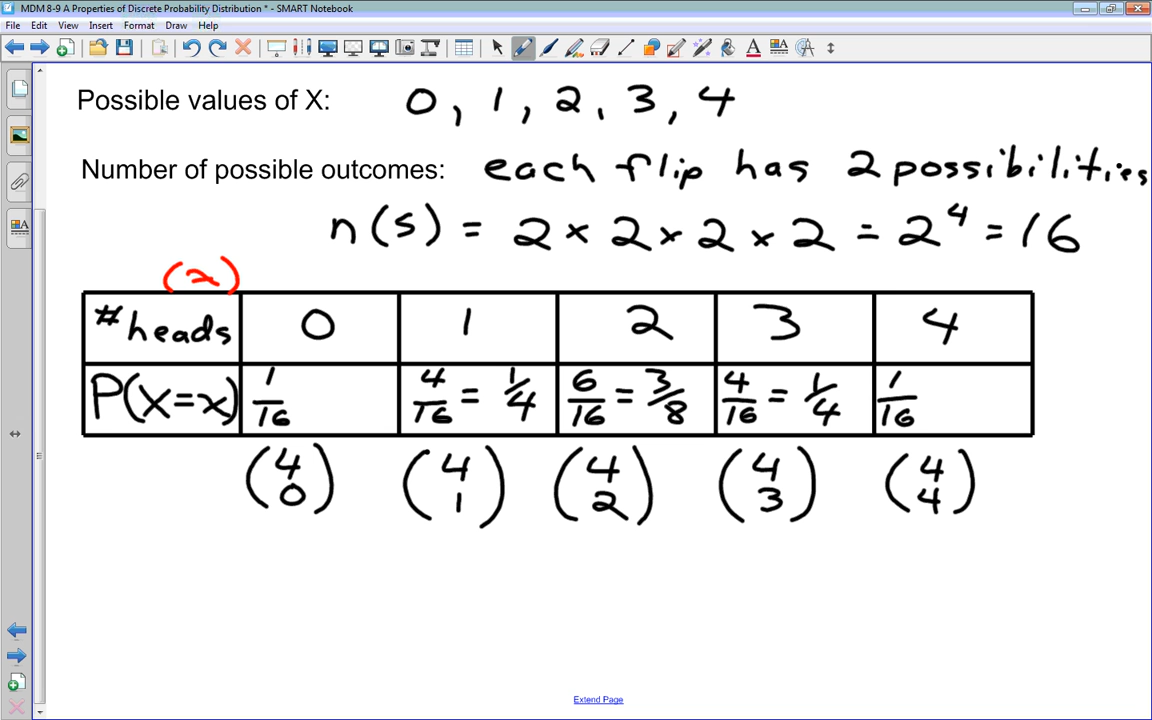 MDM 8-9 A Properties of Discrete Probability Distribution * - SMART Notebook
File Edit View Insert Format Tools Draw Help
Possible values of X: 0, 1, 2, 3, 4
Number of possible outcomes: each flip has 2 possibilities
n(S) = 2 × 2 × 2 × 2 = 2⁴ = 16
(x)
# heads 0 1 2 3 4
P(X=x) 1/16 4/16 = 1/4 6/16 = 3/8 4/16 = 1/4 1/16
(4 0) (4 1) (4 2) (4 3) (4 4)
Extend Page